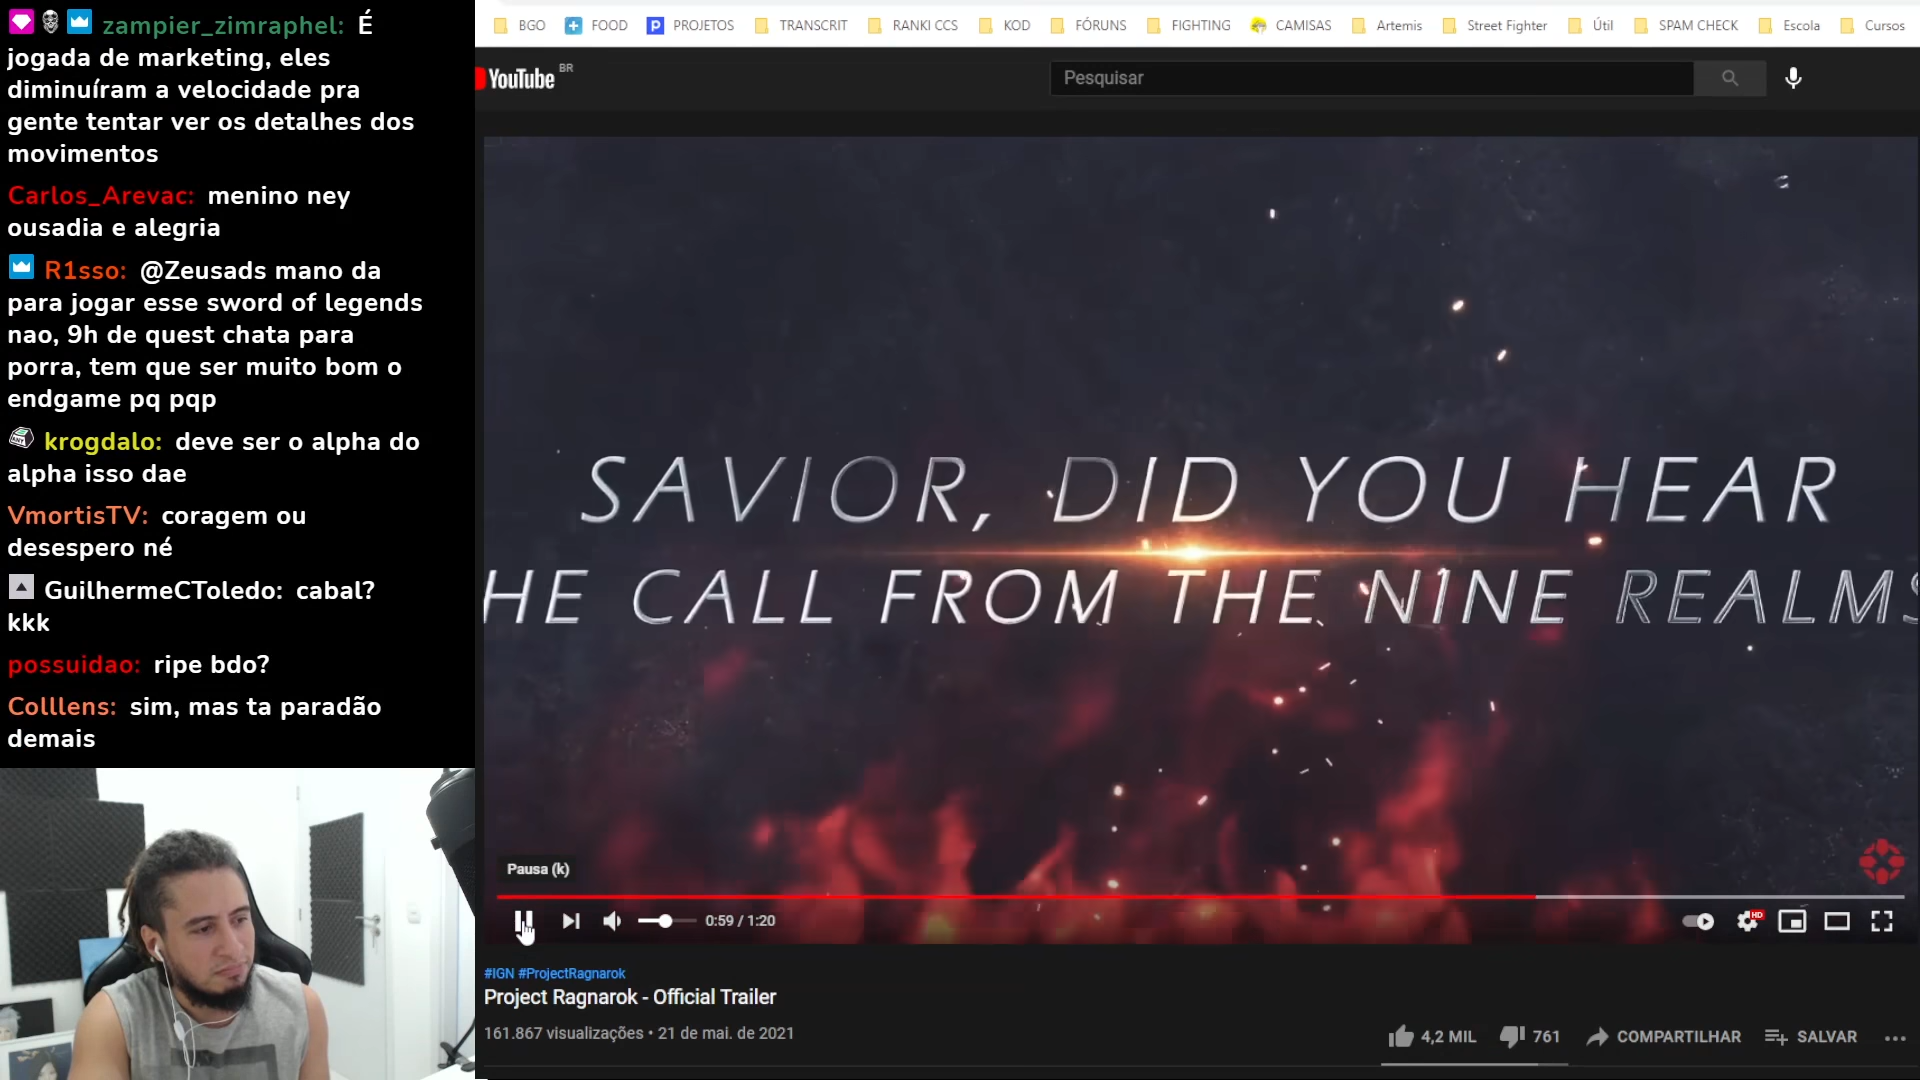 zampier_zimraphel: É
jogada de marketing, eles
diminuíram a velocidade pra
gente tentar ver os detalhes dos
movimentos
Carlos_Arevac: menino ney
ousadia e alegria
R1sso: @Zeusads mano da
para jogar esse sword of legends
nao, 9h de quest chata para
porra, tem que ser muito bom o
endgame pq pqp
krogdalo: deve ser o alpha do
alpha isso dae
VmortisTV: coragem ou
desespero né
GuilhermeCToledo: cabal?
kkk
possuidao: ripe bdo?
Colllens: sim, mas ta paradão
demais
BGO FOOD PROJETOS TRANSCRIT RANKI CCS KOD FÓRUNS FIGHTING CAMISAS Artemis Street Fighter Útil SPAM CHECK Escola Cursos
YouTube BR
Pesquisar
SAVIOR, DID YOU HEAR
HE CALL FROM THE NINE REALMS
Pausa (k)
0:59 / 1:20
HD
#IGN #ProjectRagnarok
Project Ragnarok - Official Trailer
161.867 visualizações • 21 de mai. de 2021
4,2 MIL 761 COMPARTILHAR SALVAR